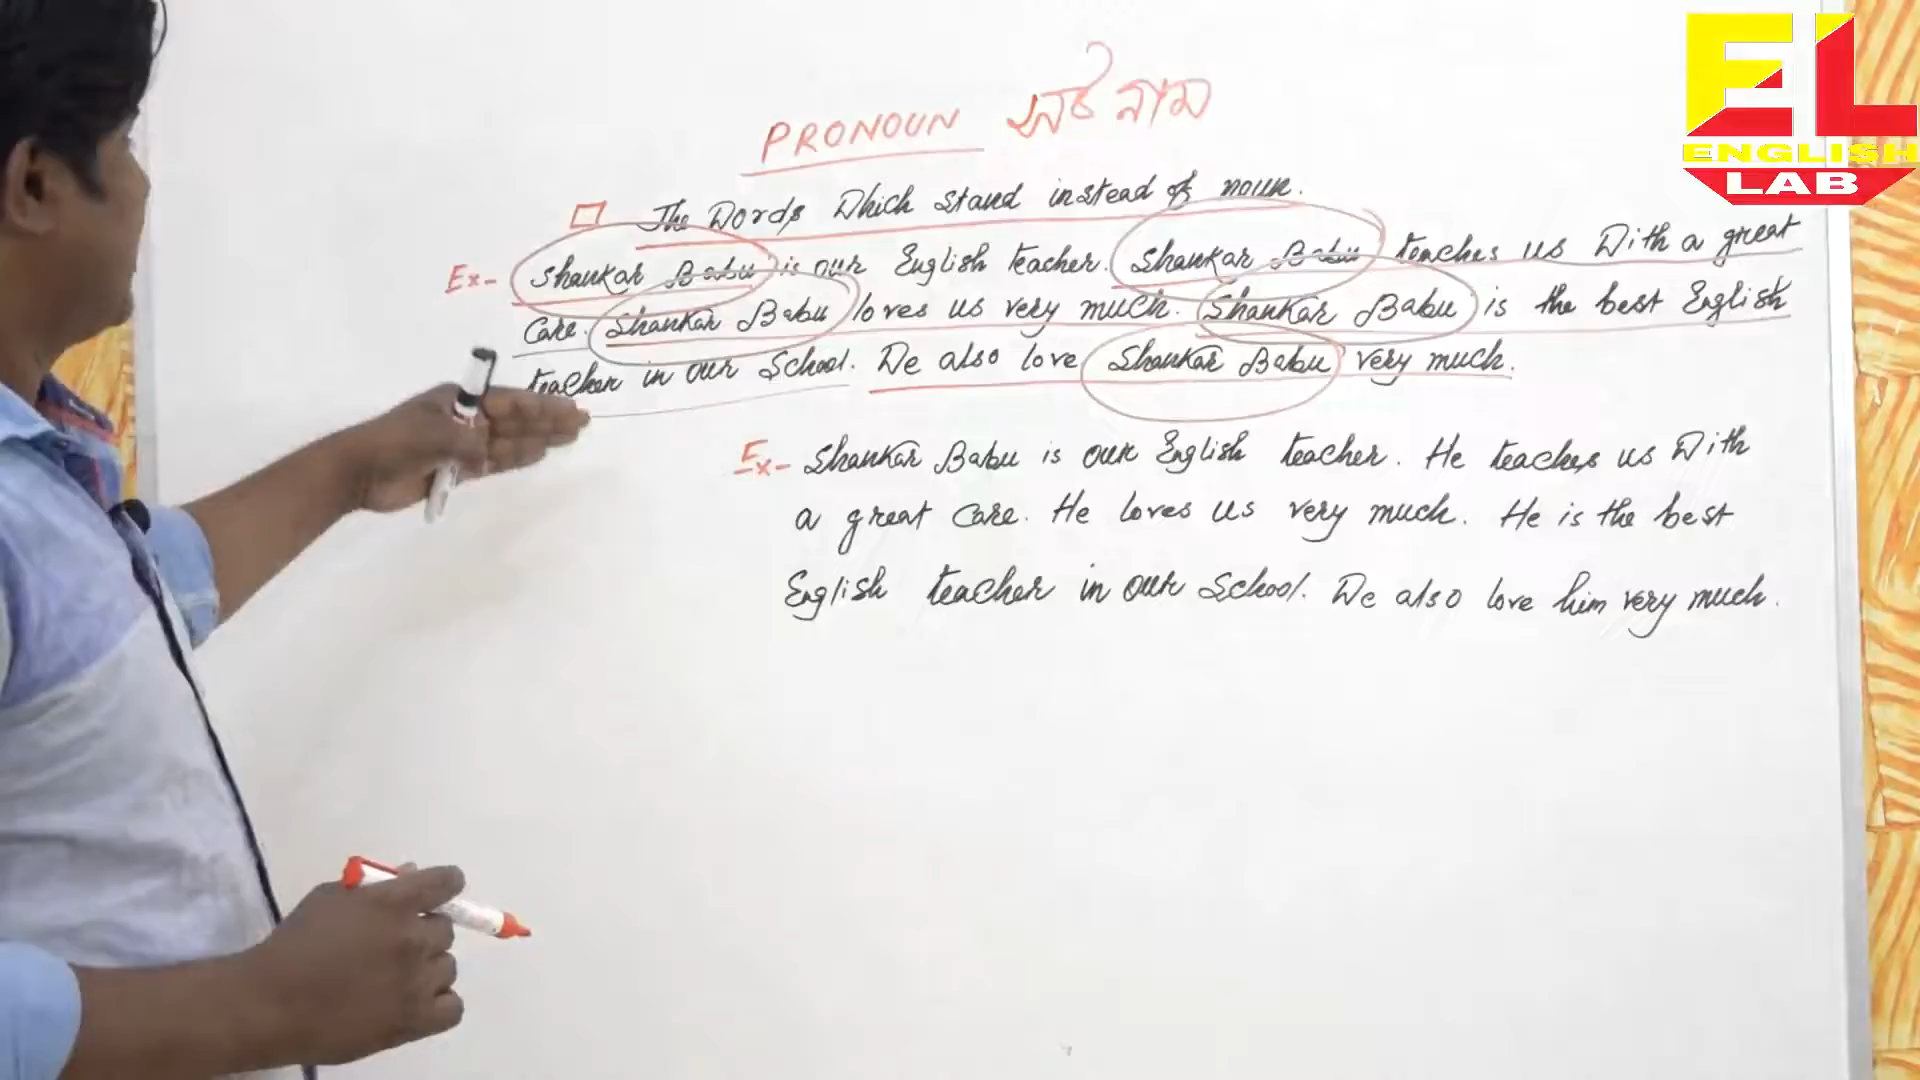 PRONOUN সর্বনাম
The Words Which stand instead of noun.
Ex- Shankar Babu is our English teacher. Shankar Babu teaches us With a great
Care. Shankar Babu loves us very much. Shankar Babu is the best English
teacher in our School. We also love Shankar Babu very much.
Ex- Shankar Babu is our English teacher. He teaches us With
a great Care. He loves us very much. He is the best
English teacher in our School. We also love him very much.
EL
ENGLISH
LAB